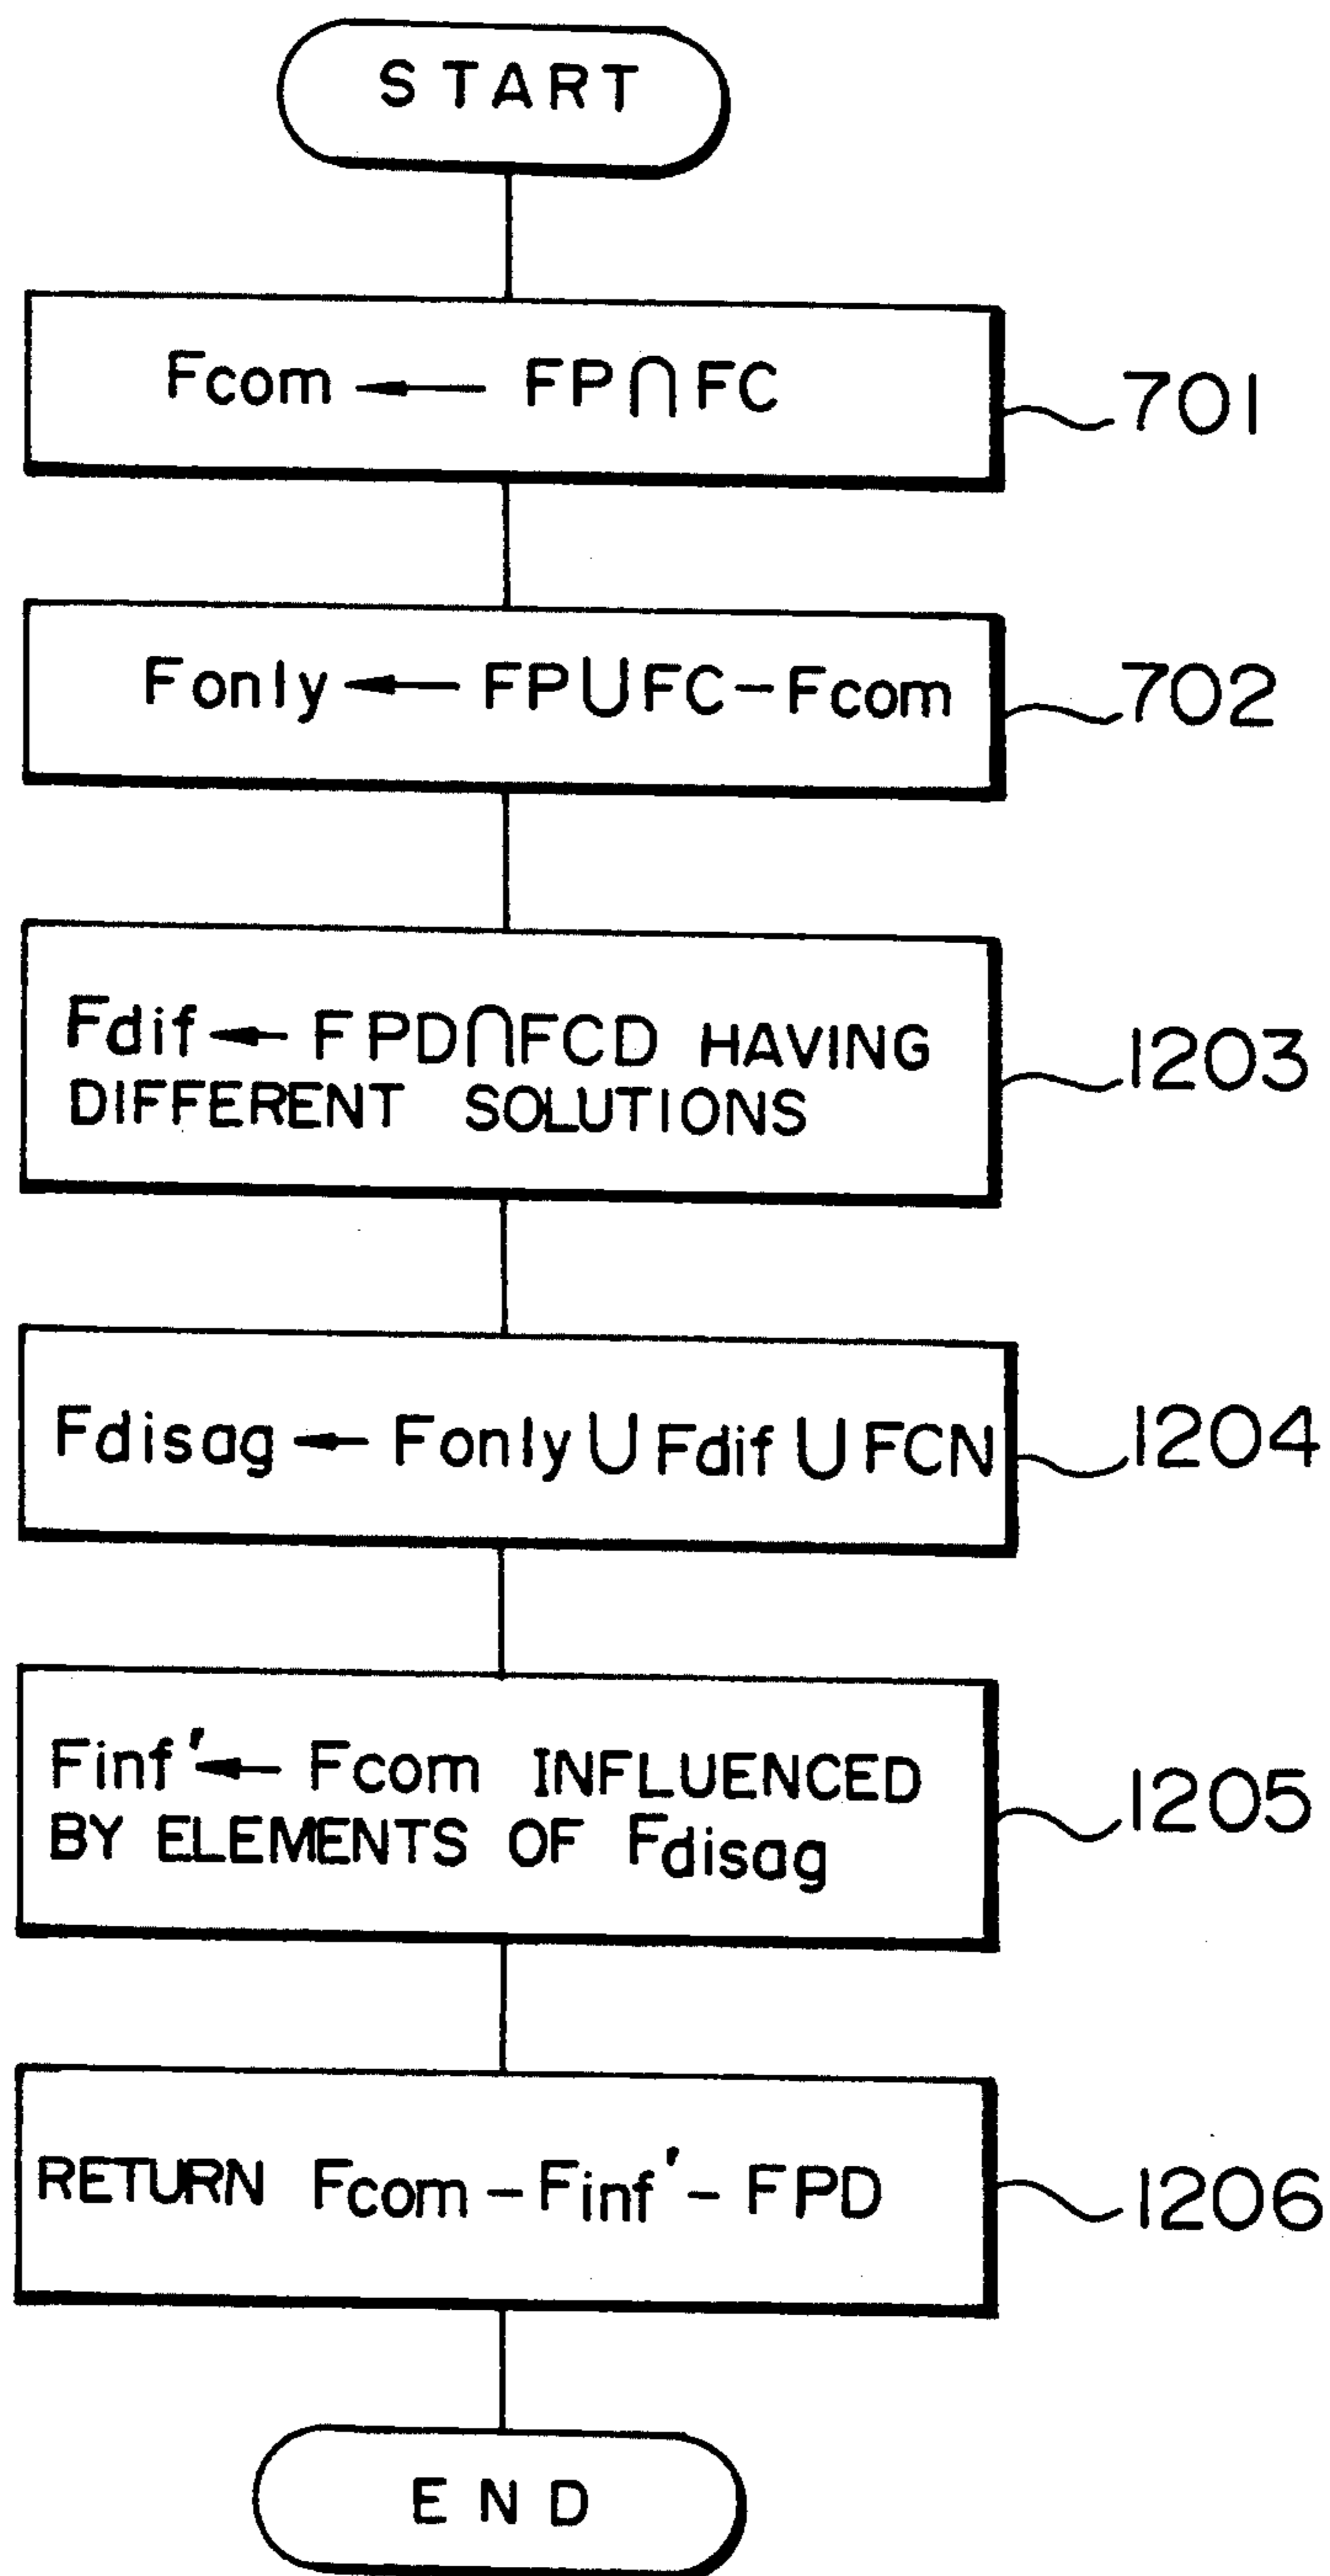 START
Fcom ← FP∩FC
701
Fonly ← FP∪FC-Fcom
702
Fdif ← FPD∩FCD HAVING
DIFFERENT SOLUTIONS
1203
Fdisag ← Fonly∪Fdif∪FCN
1204
Finf' ← Fcom INFLUENCED
BY ELEMENTS OF Fdisag
1205
RETURN Fcom-Finf'-FPD
1206
END